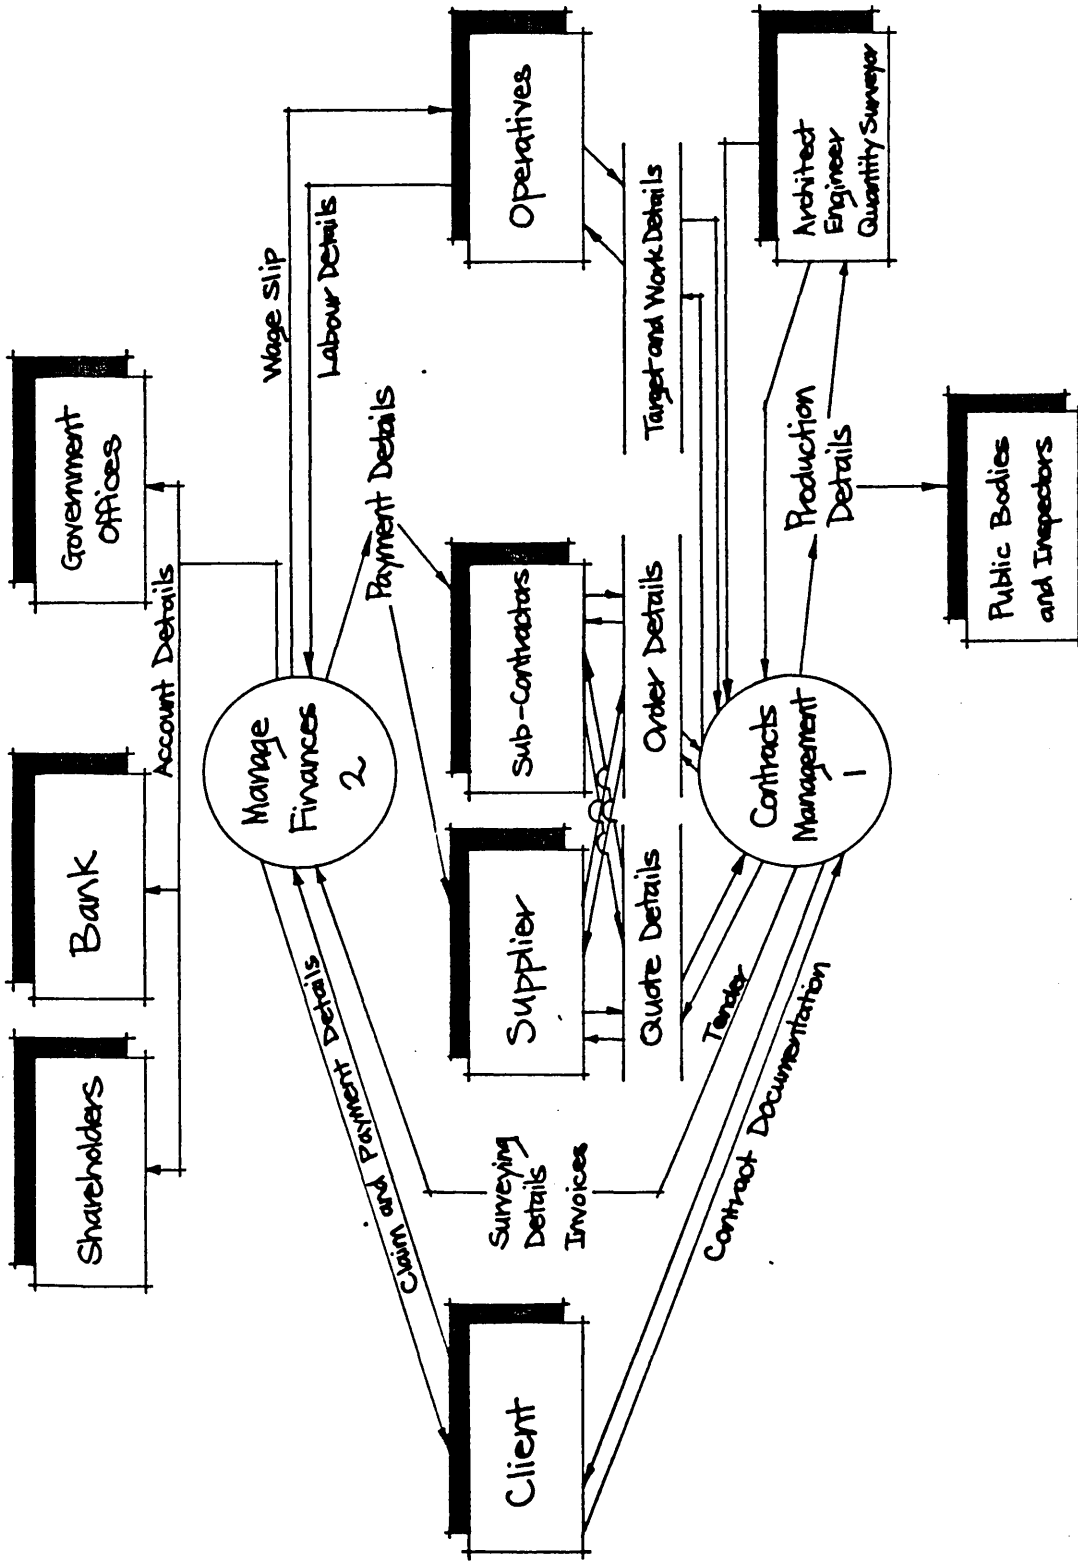 Shareholders
Bank
Government
Offices
Account Details
Manage
Finances
2
Wage Slip
Labour Details
Claim and Payment Details
Payment Details
Client
Surveying
Details
Invoices
Supplier
Sub-Contractors
Operatives
Quote Details
Order Details
Target and Work Details
Tender
Contract Documentation
Contracts
Management
1
Production
Details
Architect
Engineer
Quantity Surveyor
Public Bodies
and Inspectors